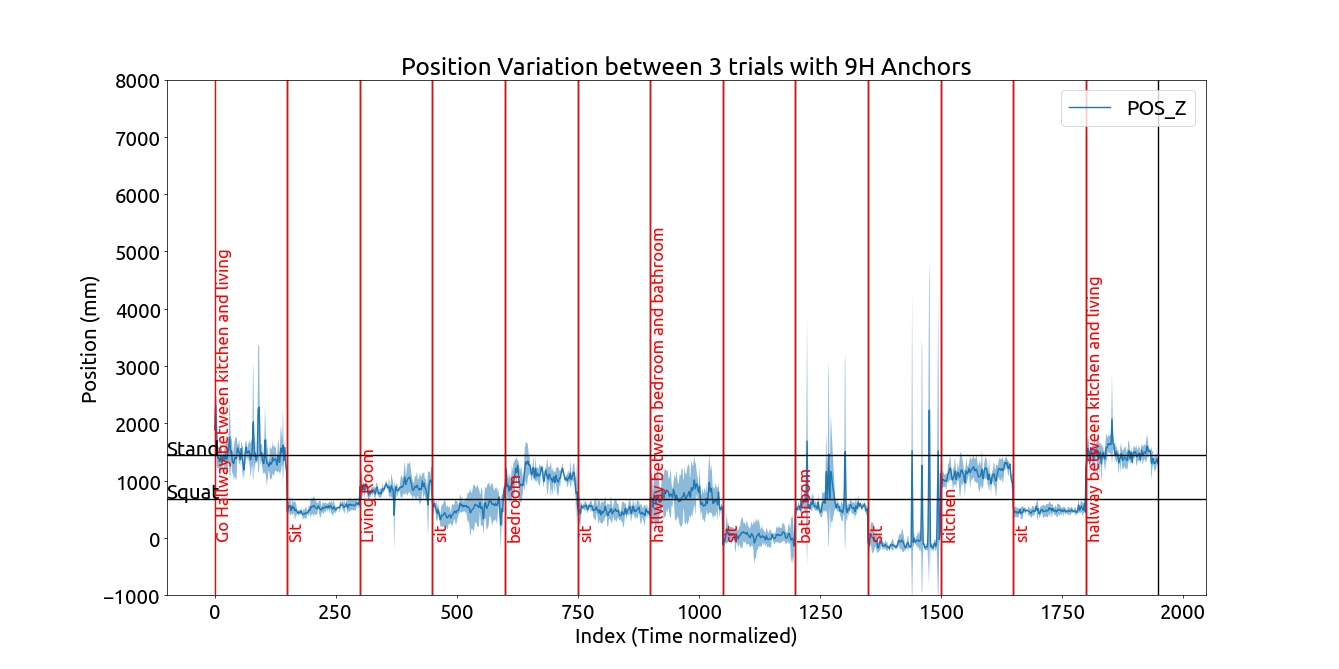 Position Variation between 3 trials with 9H Anchors
POS_Z
8000
7000
6000
5000
4000
3000
2000
1000
0
−1000
Position (mm)
Stand
Squat
Go Hallway between kitchen and living
Sit
Living Room
sit
bedroom
sit
hallway between bedroom and bathroom
sit
bathroom
sit
kitchen
sit
hallway between kitchen and living
0
250
500
750
1000
1250
1500
1750
2000
Index (Time normalized)